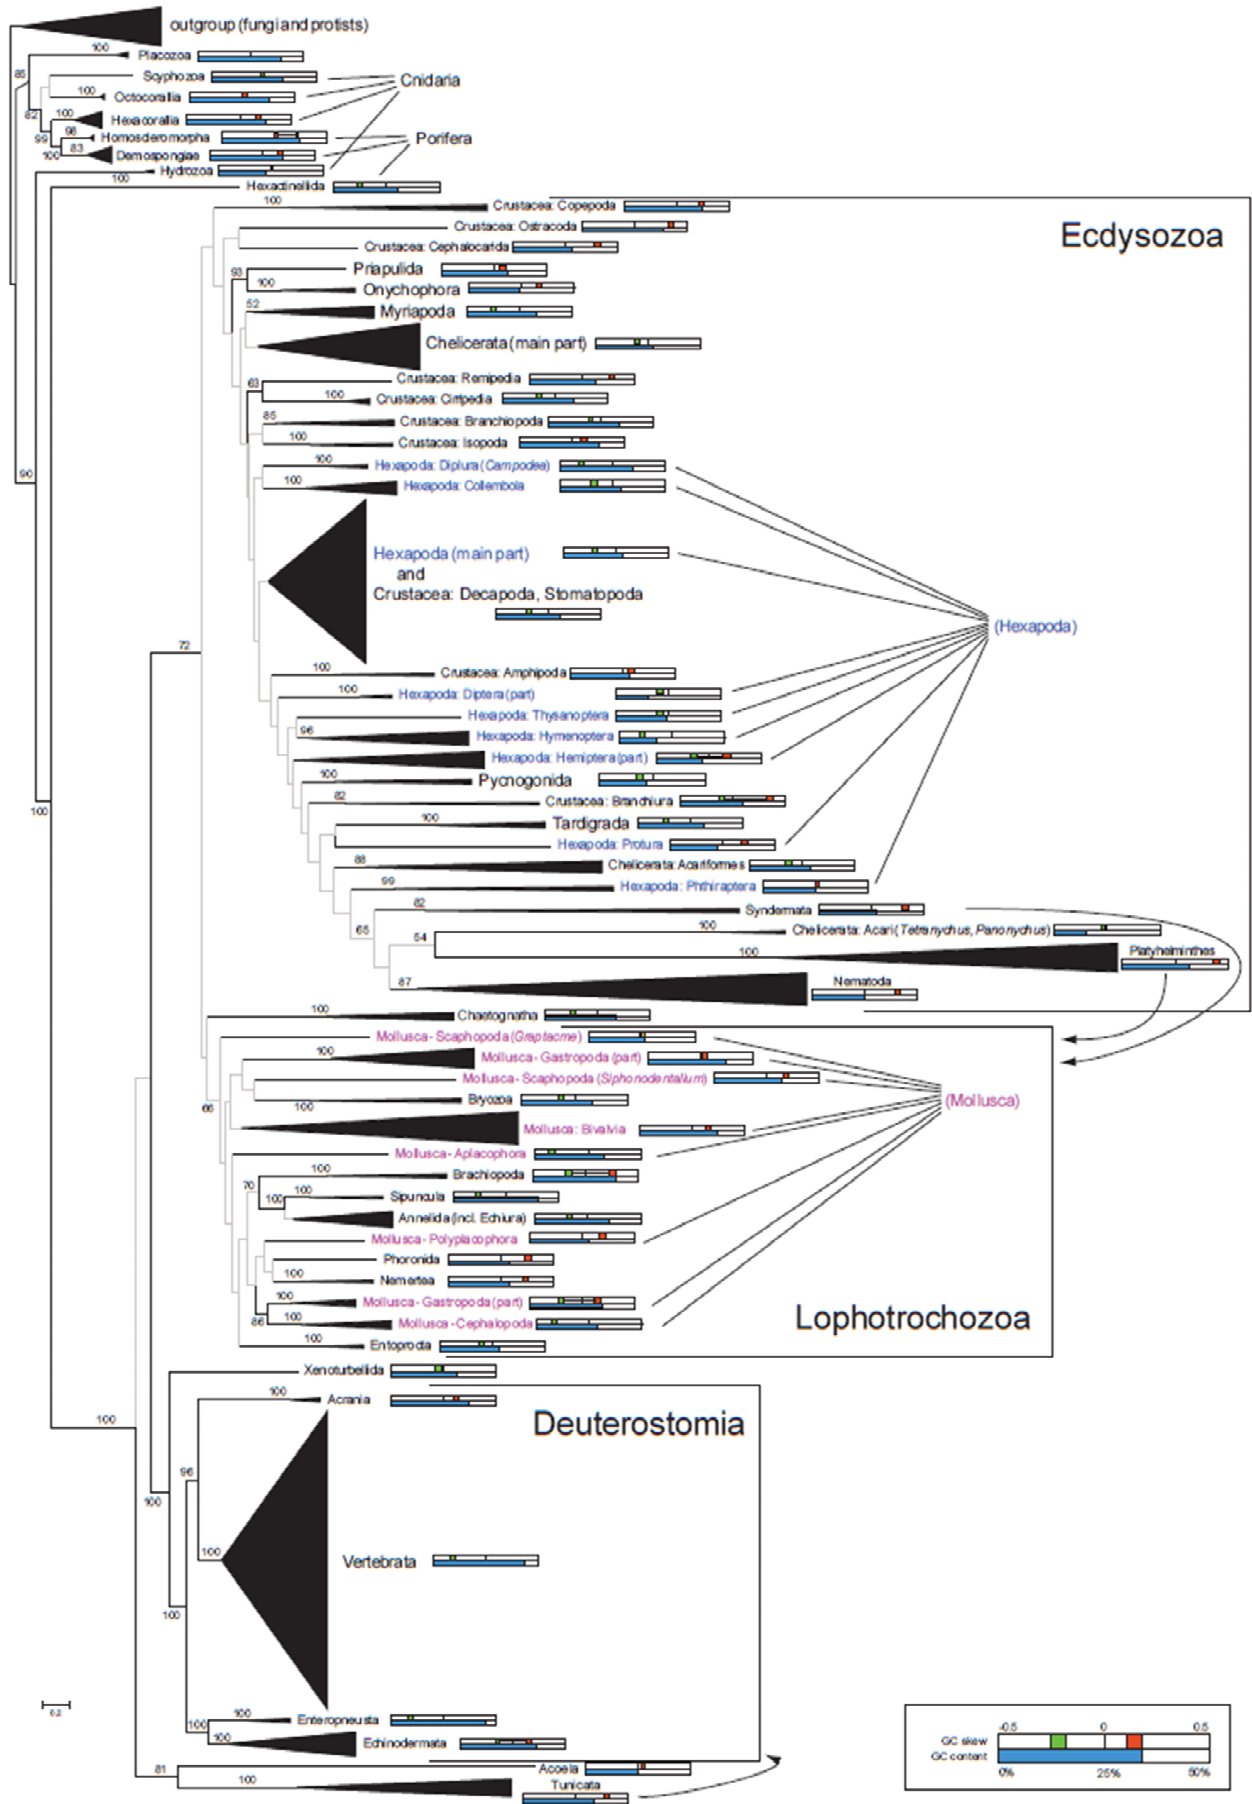 outgroup (fungi and protists)
100 Placozoa
85
Scyphozoa
Cnidaria
100 Octocorallia
82
100 Hexacorallia
98 Homoscleromorpha
Porifera
99
83
100 Demospongiae
Hydrozoa
100
Hexactinellida
100 Crustacea: Copepoda
Crustacea: Ostracoda
Ecdysozoa
Crustacea: Cephalocarida
93 Priapulida
100 Onychophora
52 Myriapoda
Chelicerata (main part)
63 Crustacea: Remipedia
100 Crustacea: Cirripedia
85 Crustacea: Branchiopoda
100 Crustacea: Isopoda
100 Hexapoda: Diplura (Campodea)
90
100 Hexapoda: Collembola
Hexapoda (main part)
and
Crustacea: Decapoda, Stomatopoda
(Hexapoda)
72
100 Crustacea: Amphipoda
100 Hexapoda: Diptera (part)
Hexapoda: Thysanoptera
96 Hexapoda: Hymenoptera
Hexapoda: Hemiptera (part)
100 Pycnogonida
82 Crustacea: Branchiura
100
100 Tardigrada
Hexapoda: Protura
88 Chelicerata: Acariformes
99 Hexapoda: Phthiraptera
82 Syndermata
65
54
100 Chelicerata: Acari (Tetranychus, Panonychus)
100 Platyhelminthes
87 Nematoda
100 Chaetognatha
Mollusca- Scaphopoda (Graptacme)
100 Mollusca- Gastropoda (part)
Mollusca- Scaphopoda (Siphonodentalium)
100 Bryozoa
(Mollusca)
66
Mollusca: Bivalvia
Mollusca- Aplacophora
100 Brachiopoda
70
100 100 Sipuncula
Annelida (incl. Echiura)
Mollusca- Polyplacophora
Phoronida
100 Nemertea
100 Mollusca- Gastropoda (part)
86 100 Mollusca- Cephalopoda
Lophotrochozoa
100 Entoprocta
Xenoturbellida
100 Acrania
100
Deuterostomia
96
100
100
Vertebrata
100
100 Enteropneusta
0.2
100
100 Echinodermata
81
Acoela
100 Tunicata
-0.5 0 0.5
GC skew
GC content
0% 25% 50%